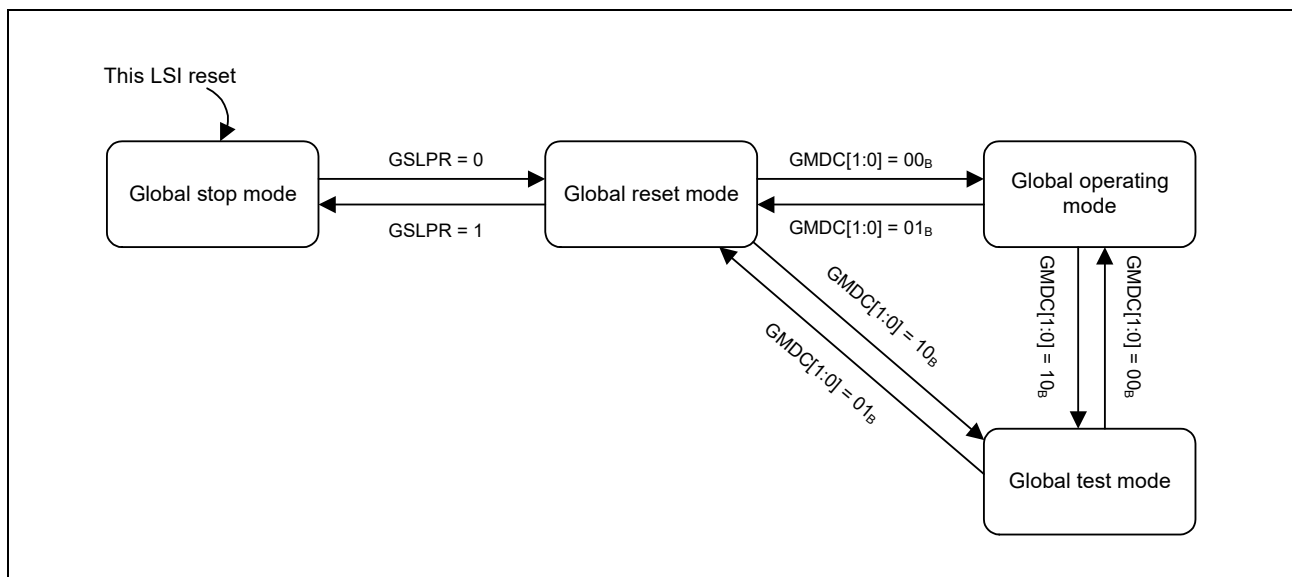 This LSI reset
Global stop mode
GSLPR = 0
GSLPR = 1
Global reset mode
GMDC[1:0] = 00B
GMDC[1:0] = 01B
Global operating
mode
GMDC[1:0] = 10B
GMDC[1:0] = 01B
GMDC[1:0] = 10B
GMDC[1:0] = 00B
Global test mode